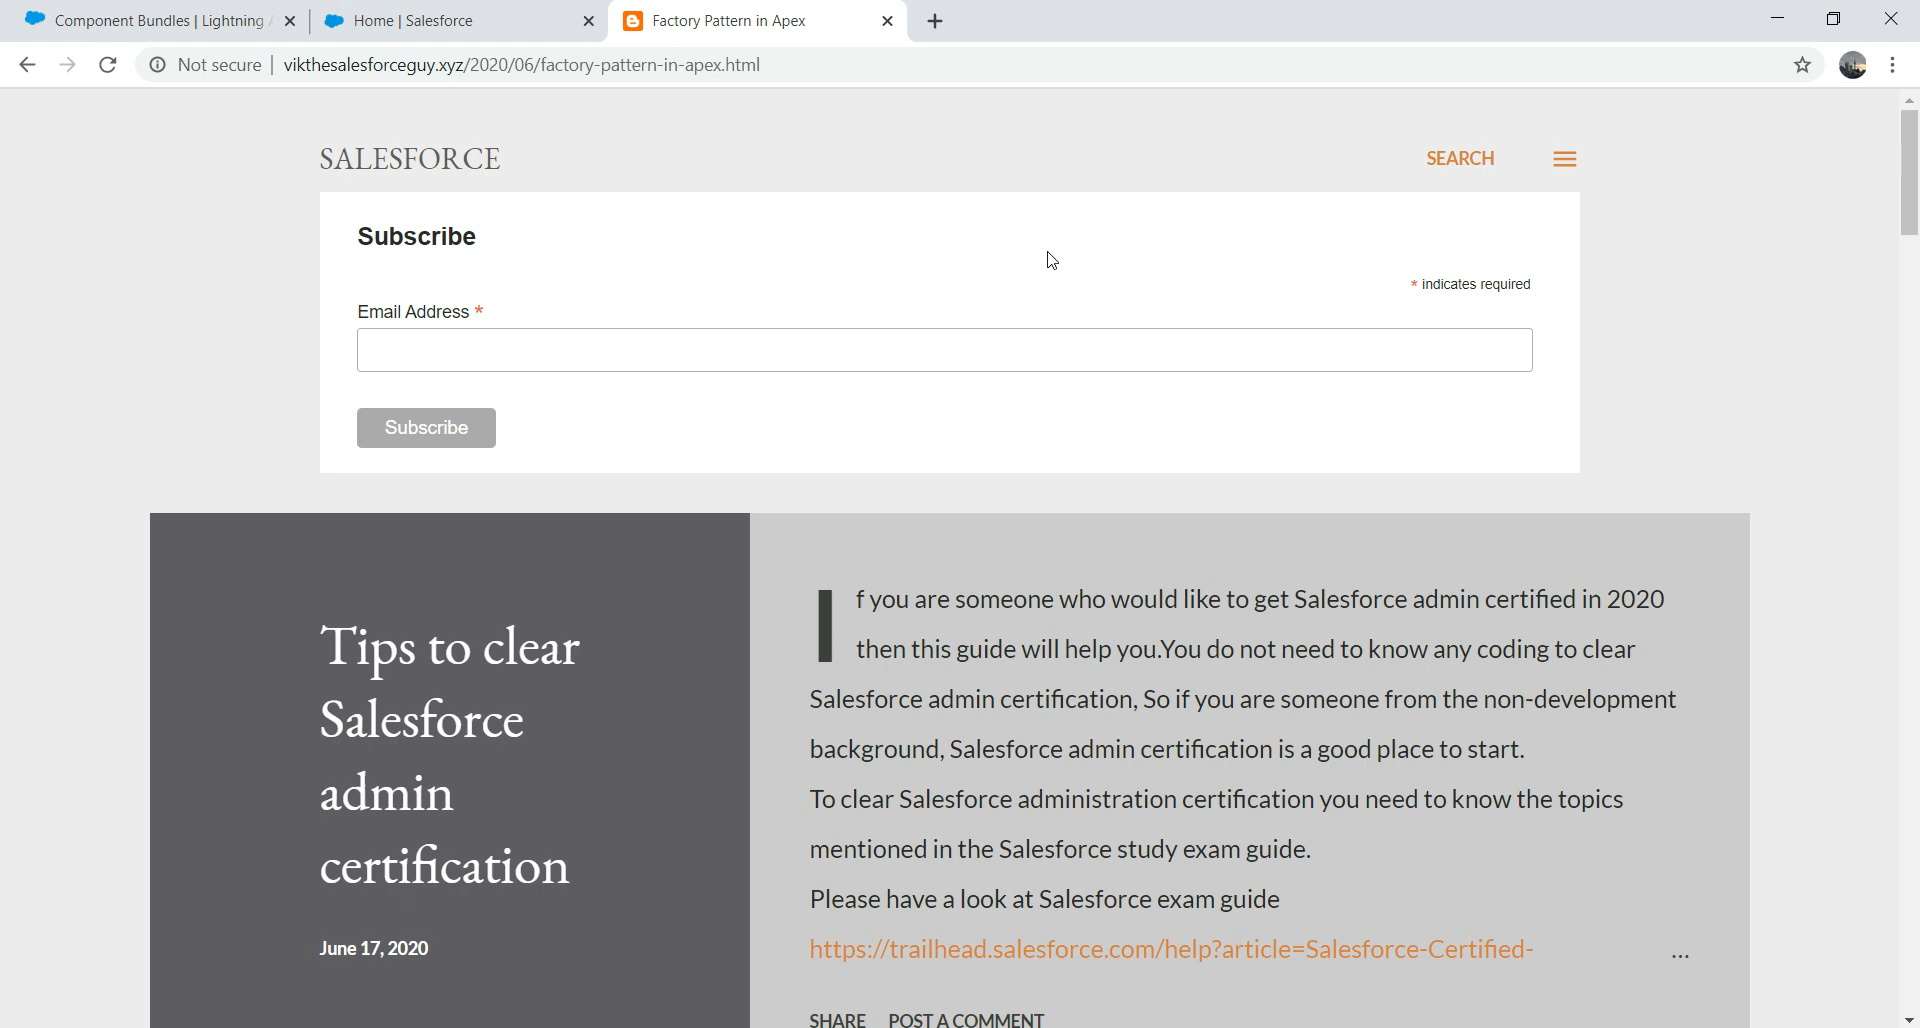 Component Bundles | Lightning
Home | Salesforce
Factory Pattern in Apex
Not secure | vikthesalesforceguy.xyz/2020/06/factory-pattern-in-apex.html
SALESFORCE
SEARCH
Subscribe
* indicates required
Email Address *
Subscribe
Tips to clear
Salesforce
admin
certification
June 17, 2020
If you are someone who would like to get Salesforce admin certified in 2020
then this guide will help you.You do not need to know any coding to clear
Salesforce admin certification, So if you are someone from the non-development
background, Salesforce admin certification is a good place to start.
To clear Salesforce administration certification you need to know the topics
mentioned in the Salesforce study exam guide.
Please have a look at Salesforce exam guide
https://trailhead.salesforce.com/help?article=Salesforce-Certified-
...
SHARE POST A COMMENT